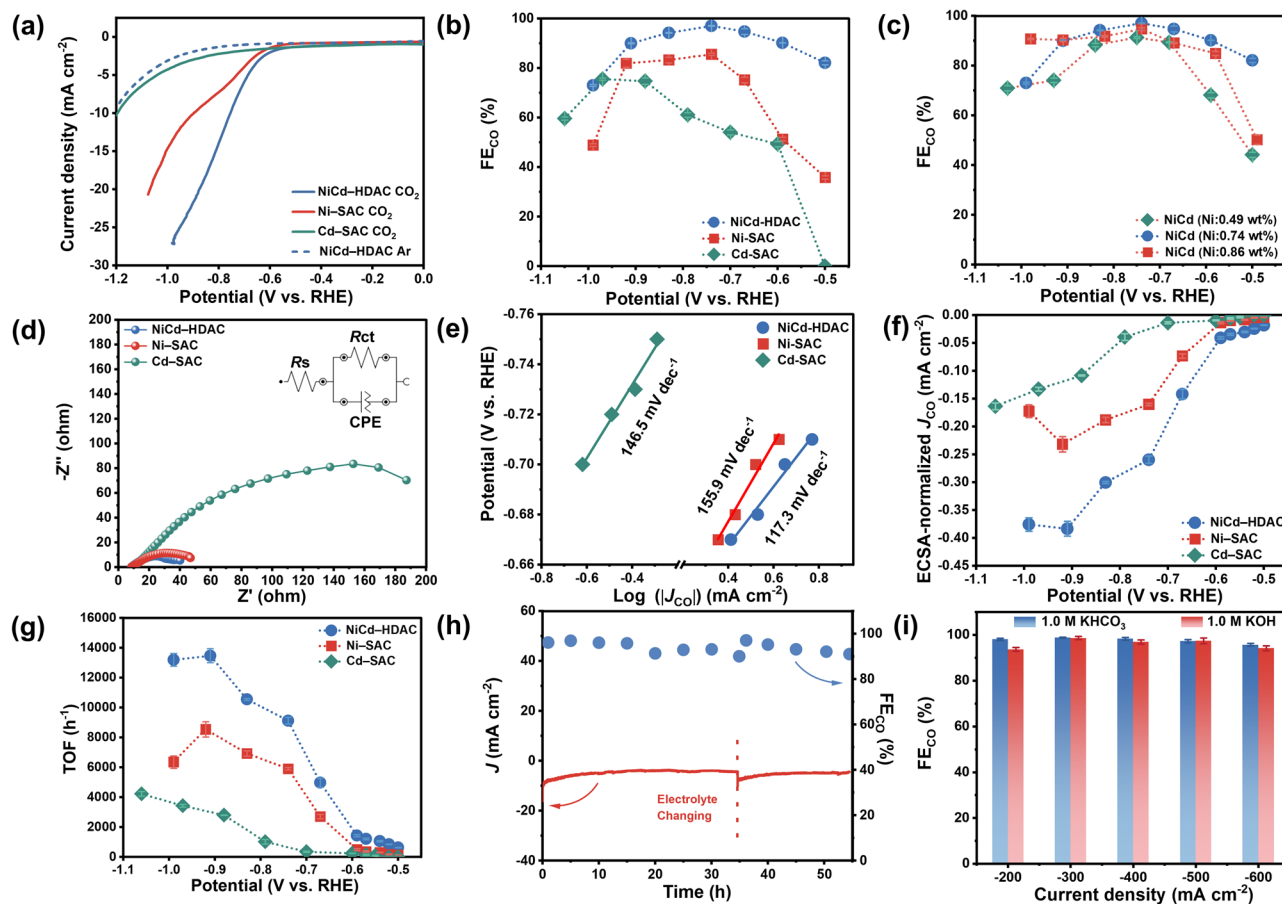 (a)
0
-5
-10
-15
-20
-25
-30
Current density (mA cm⁻²)
NiCd–HDAC CO₂
Ni–SAC CO₂
Cd–SAC CO₂
NiCd–HDAC Ar
-1.2 -1.0 -0.8 -0.6 -0.4 -0.2 0.0
Potential (V vs. RHE)
(b)
100
80
60
40
20
0
FE_CO (%)
NiCd-HDAC
Ni-SAC
Cd-SAC
-1.1 -1.0 -0.9 -0.8 -0.7 -0.6 -0.5
Potential (V vs. RHE)
(c)
100
80
60
40
20
0
FE_CO (%)
NiCd (Ni:0.49 wt%)
NiCd (Ni:0.74 wt%)
NiCd (Ni:0.86 wt%)
-1.1 -1.0 -0.9 -0.8 -0.7 -0.6 -0.5
Potential (V vs. RHE)
(d)
200
180
160
140
120
100
80
60
40
20
0
-Z'' (ohm)
NiCd–HDAC
Ni–SAC
Cd–SAC
Rs
Rct
CPE
0 20 40 60 80 100 120 140 160 180 200
Z' (ohm)
(e)
-0.76
-0.74
-0.72
-0.70
-0.68
-0.66
Potential (V vs. RHE)
NiCd-HDAC
Ni-SAC
Cd-SAC
146.5 mV dec⁻¹
155.9 mV dec⁻¹
117.3 mV dec⁻¹
-0.8 -0.4 0.4 0.6 0.8 1.0
Log (|J_CO|) (mA cm⁻²)
(f)
0.00
-0.05
-0.10
-0.15
-0.20
-0.25
-0.30
-0.35
-0.40
-0.45
ECSA-normalized J_CO (mA cm⁻²)
NiCd–HDAC
Ni–SAC
Cd–SAC
-1.1 -1.0 -0.9 -0.8 -0.7 -0.6 -0.5
Potential (V vs. RHE)
(g)
16000
14000
12000
10000
8000
6000
4000
2000
0
TOF (h⁻¹)
NiCd–HDAC
Ni–SAC
Cd–SAC
-1.1 -1.0 -0.9 -0.8 -0.7 -0.6 -0.5
Potential (V vs. RHE)
(h)
60
40
20
0
-20
-40
J (mA cm⁻²)
Electrolyte
Changing
100
80
60
40
20
0
FE_CO (%)
0 10 20 30 40 50
Time (h)
(i)
100
80
60
40
20
0
FE_CO (%)
1.0 M KHCO₃
1.0 M KOH
-200 -300 -400 -500 -600
Current density (mA cm⁻²)